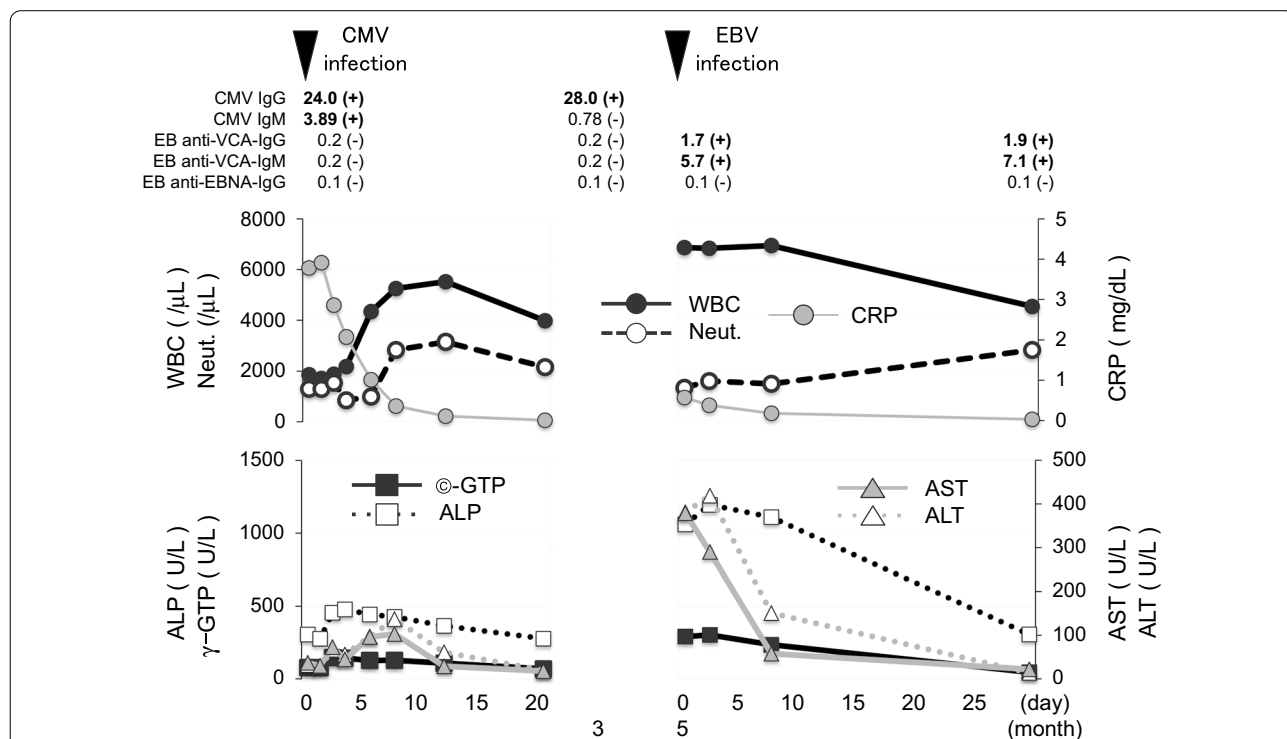 CMV
infection
EBV
infection
CMV IgG 24.0 (+) 28.0 (+)
CMV IgM 3.89 (+) 0.78 (-)
EB anti-VCA-IgG 0.2 (-) 0.2 (-) 1.7 (+) 1.9 (+)
EB anti-VCA-IgM 0.2 (-) 0.2 (-) 5.7 (+) 7.1 (+)
EB anti-EBNA-IgG 0.1 (-) 0.1 (-) 0.1 (-) 0.1 (-)
WBC ( /μL )
Neut. (/μL )
8000
6000
4000
2000
0
WBC
Neut.
CRP
5
4
3
2
1
0
CRP ( mg/dL )
ALP ( U/L )
γ-GTP ( U/L )
1500
1000
500
0
©-GTP
ALP
AST
ALT
500
400
300
200
100
0
AST ( U/L )
ALT ( U/L )
0 5 10 15 20 0 5 10 15 20 25 (day)
3 5 (month)